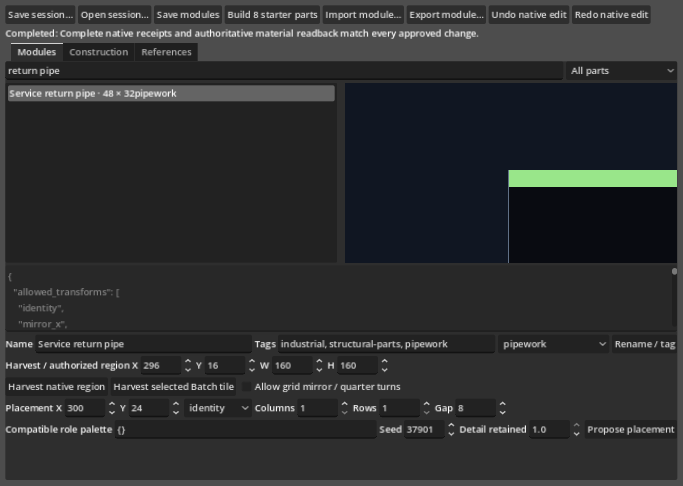 Save session... Open session... Save modules Build 8 starter parts Import module... Export module... Undo native edit Redo native edit
Completed: Complete native receipts and authoritative material readback match every approved change.
Modules Construction References
return pipe All parts
Service return pipe · 48 × 32pipework
{
"allowed_transforms": [
"identity",
"mirror_x",
Name Service return pipe Tags industrial, structural-parts, pipework pipework Rename / tag
Harvest / authorized region X 296 Y 16 W 160 H 160
Harvest native region Harvest selected Batch tile Allow grid mirror / quarter turns
Placement X 300 Y 24 identity Columns 1 Rows 1 Gap 8
Compatible role palette {} Seed 37901 Detail retained 1.0 Propose placement